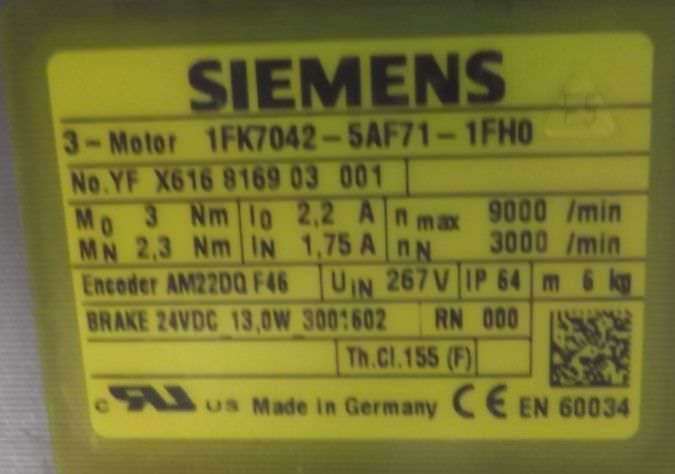 SIEMENS
3~Motor 1FK7042-5AF71-1FH0
No.YF X616 8169 03 001
M0 3 Nm I0 2,2 A n max 9000 /min
MN 2,3 Nm IN 1,75 A nN 3000 /min
Encoder AM22DQ F46 UIN 267 V IP 64 m 6 kg
BRAKE 24VDC 13,0W 3001602 RN 000
Th.Cl.155 (F)
c US Made in Germany CE EN 60034